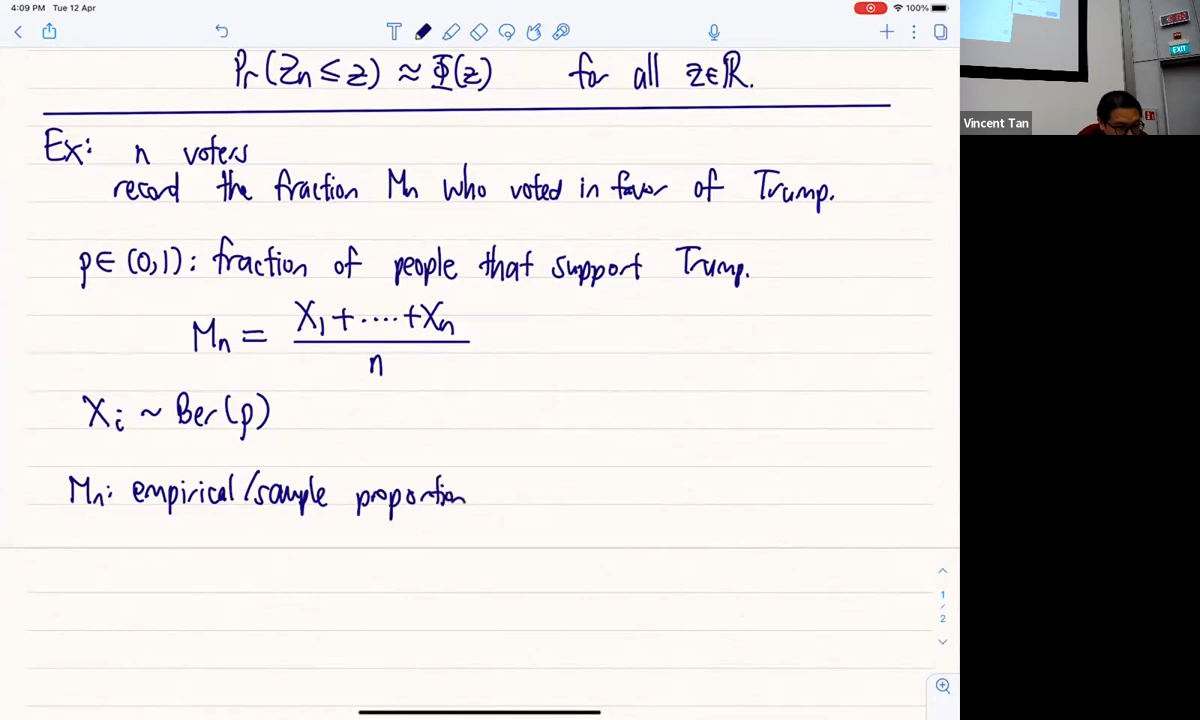 4:09 PM Tue 12 Apr
100%
Pr(Zn ≤ z) ≈ Φ(z) for all z∈ℝ.
Ex: n voters
record the fraction Mn who voted in favor of Trump.
p∈ (0,1): fraction of people that support Trump.
Mn = X1+....+Xn
n
Xi ~ Ber(p)
Mn: empirical/sample proportion
1
/
2
EXIT
Vincent Tan